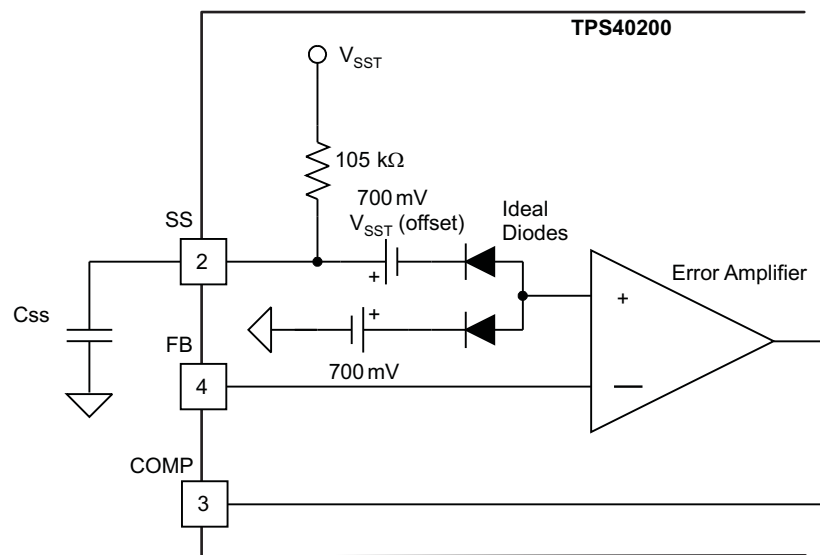 TPS40200
V_SST
105 kΩ
700 mV
V_SST (offset)
Ideal
Diodes
SS
2
+
Error Amplifier
+
Css
+
FB
700 mV
4
—
COMP
3